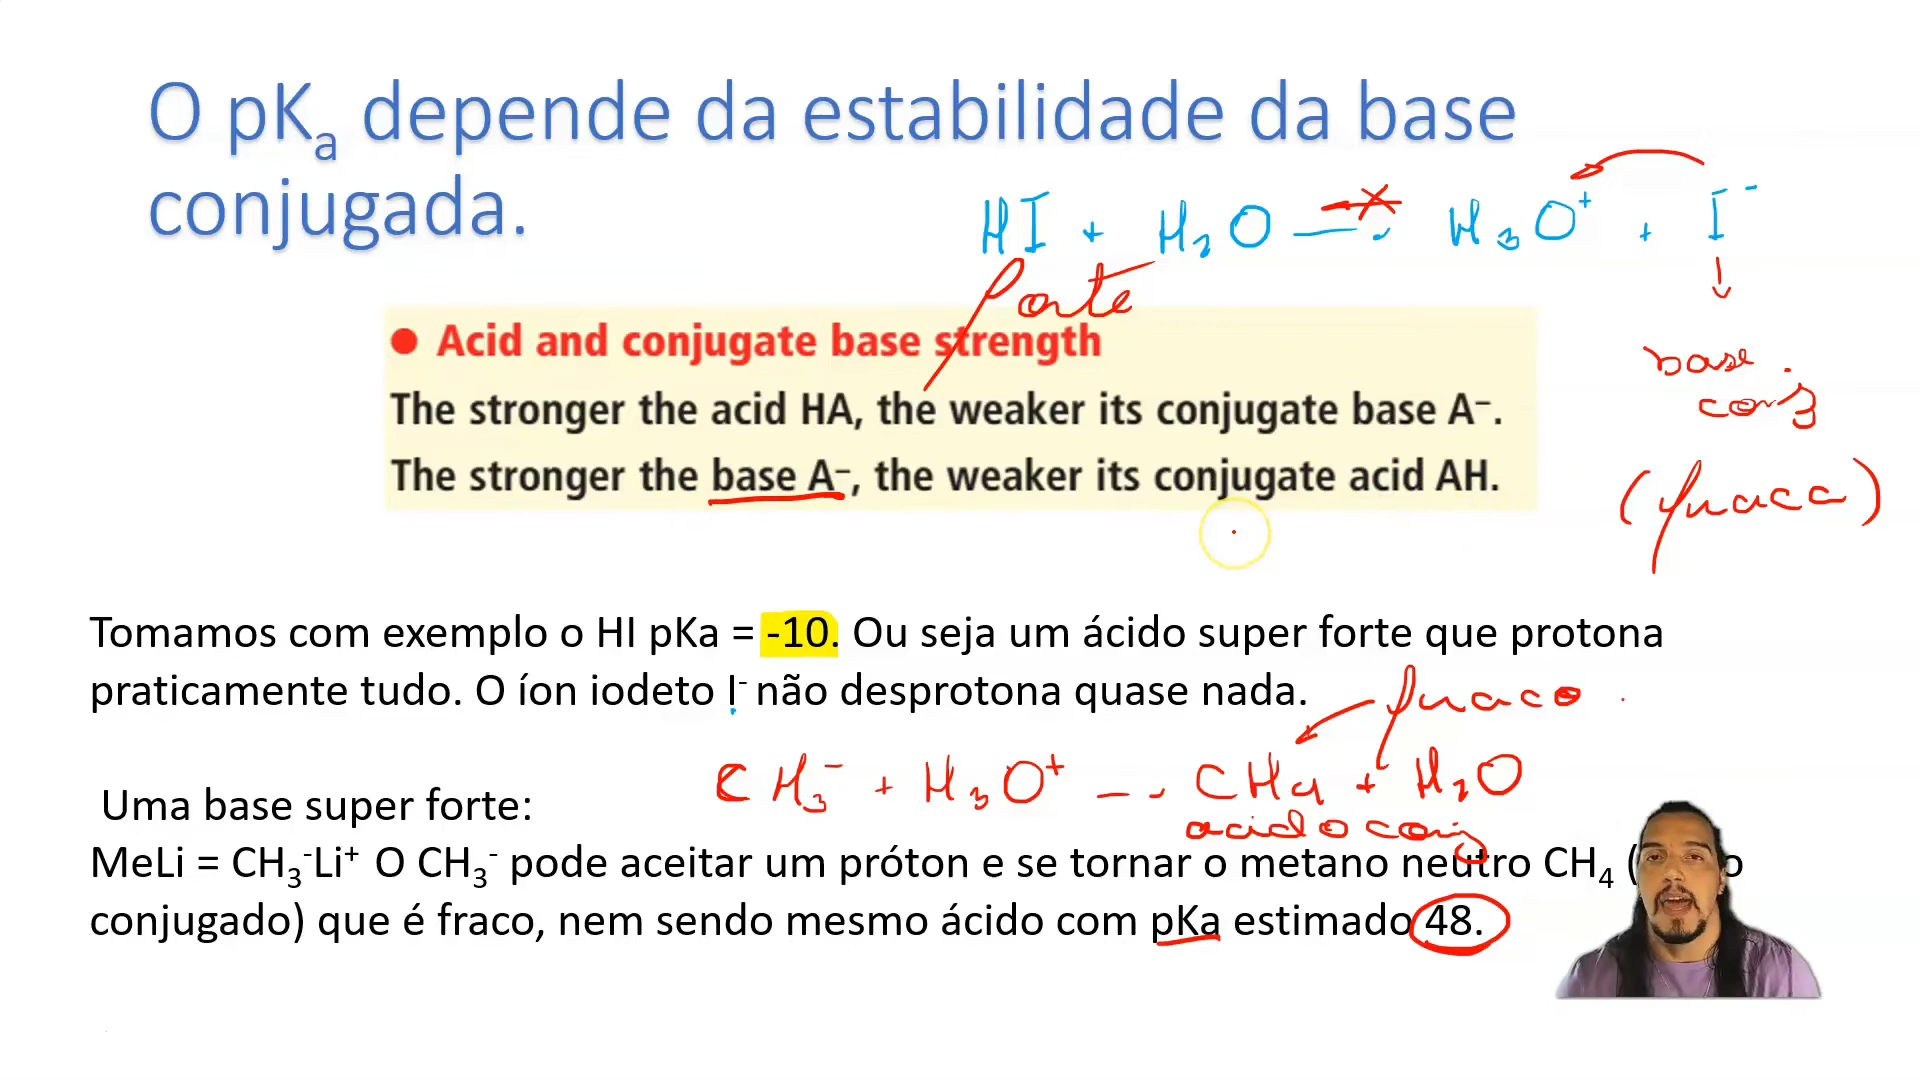 O pKa depende da estabilidade da base
conjugada.
HI + H2O ⇌ H3O+ + I-
forte
● Acid and conjugate base strength
The stronger the acid HA, the weaker its conjugate base A–.
The stronger the base A–, the weaker its conjugate acid AH.
base
conj
(fraca)
Tomamos com exemplo o HI pKa = -10. Ou seja um ácido super forte que protona
praticamente tudo. O íon iodeto I- não desprotona quase nada.
fraco
CH3- + H3O+ → CH4 + H2O
acido conj
Uma base super forte:
MeLi = CH3-Li+ O CH3- pode aceitar um próton e se tornar o metano neutro CH4 (
conjugado) que é fraco, nem sendo mesmo ácido com pKa estimado 48.